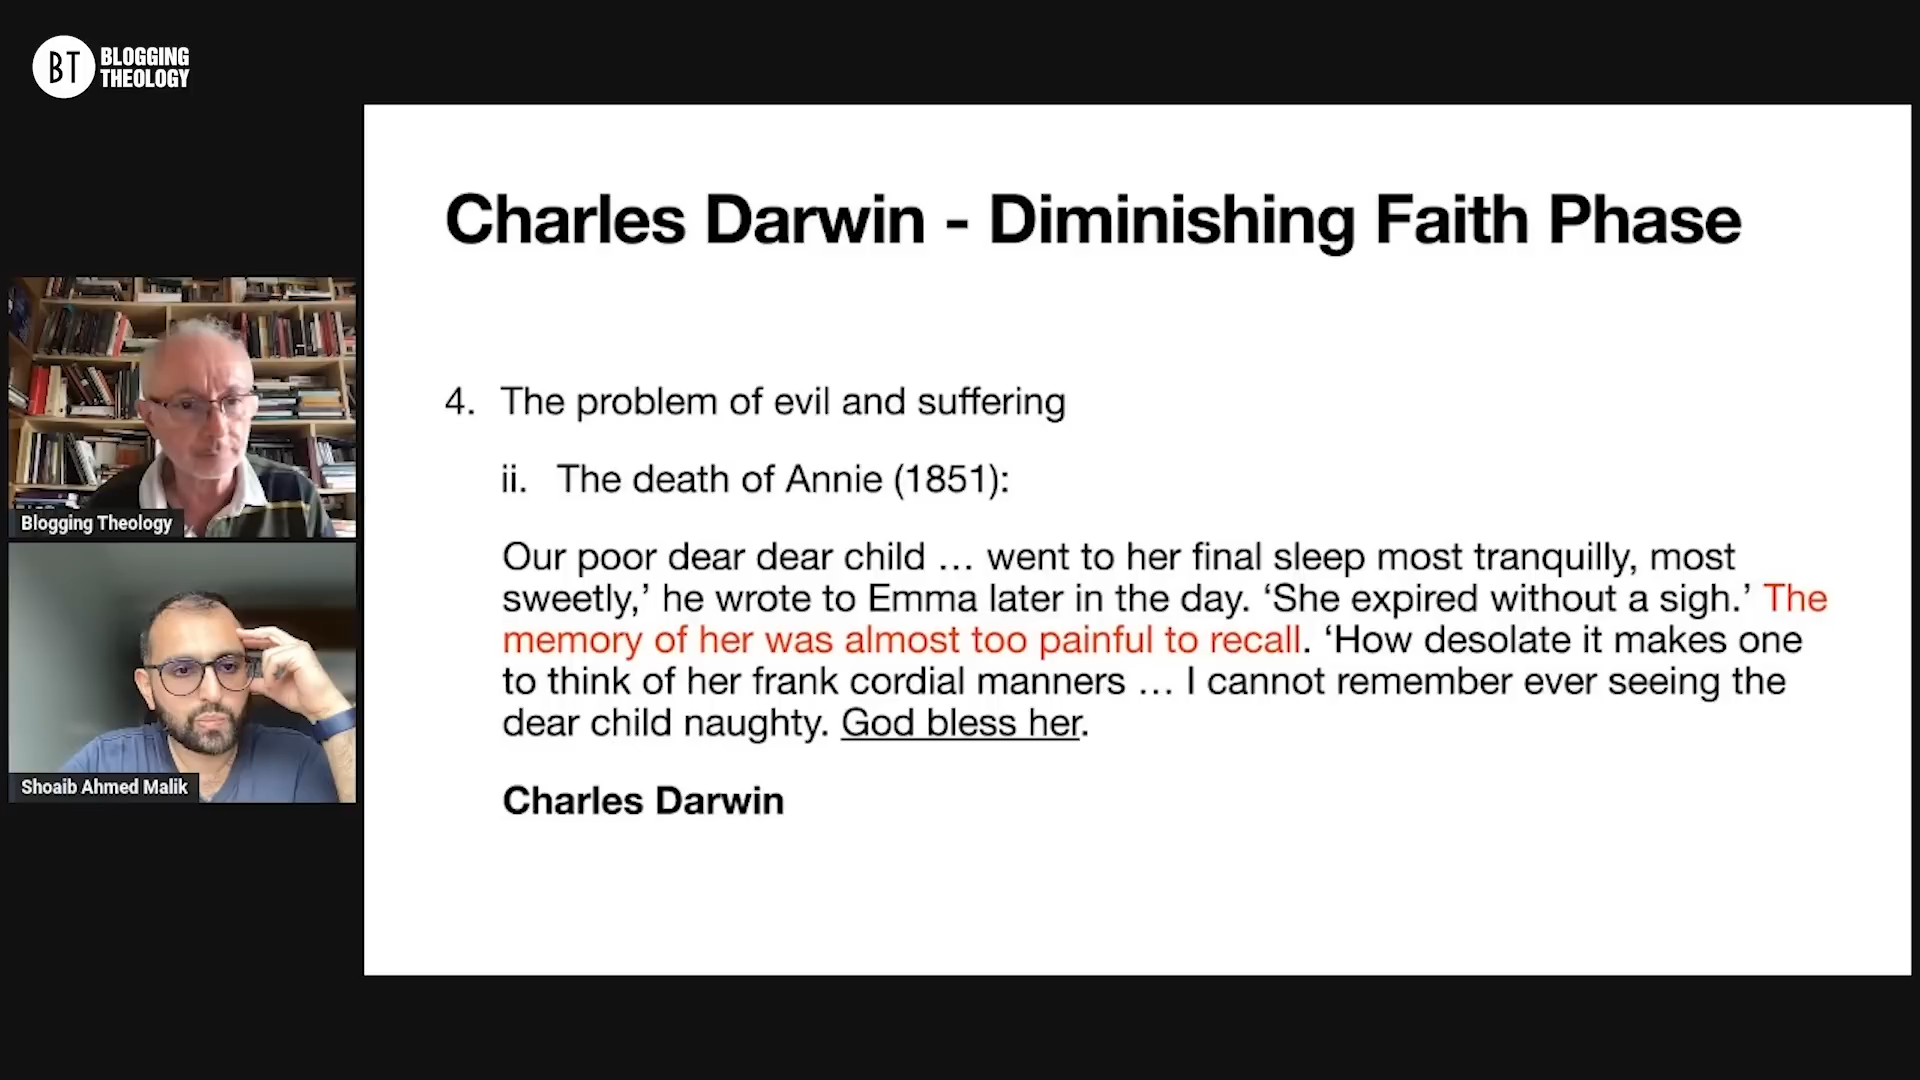 BT BLOGGING
THEOLOGY
Charles Darwin - Diminishing Faith Phase
4. The problem of evil and suffering
ii. The death of Annie (1851):
Our poor dear dear child … went to her final sleep most tranquilly, most
sweetly,’ he wrote to Emma later in the day. ‘She expired without a sigh.’ The
memory of her was almost too painful to recall. ‘How desolate it makes one
to think of her frank cordial manners … I cannot remember ever seeing the
dear child naughty. God bless her.
Charles Darwin
Blogging Theology
Shoaib Ahmed Malik